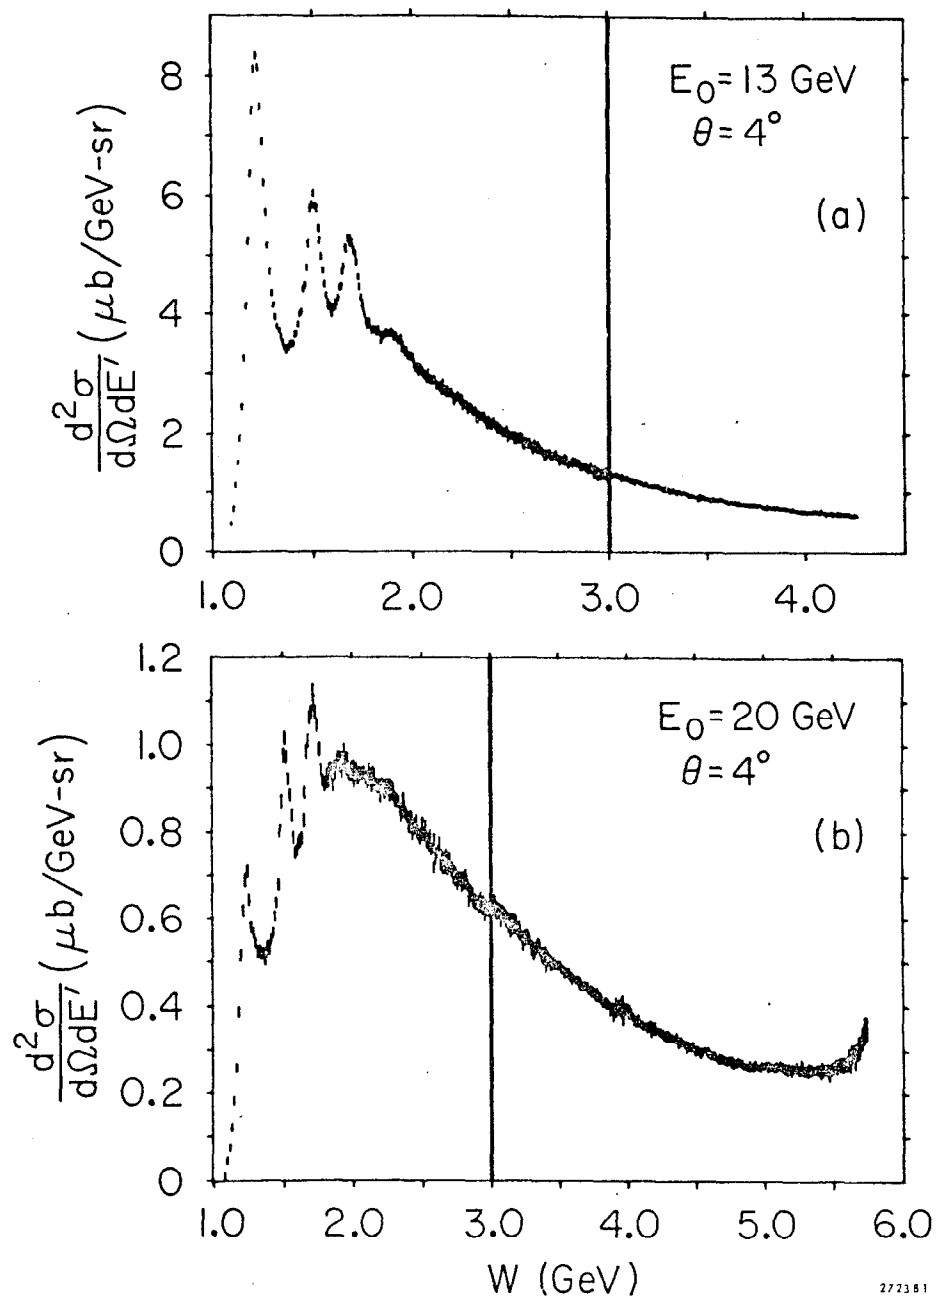 E₀=13 GeV
θ=4°
(a)
d²σ/dΩdE′ (μb/GeV-sr)
8
6
4
2
0
1.0 2.0 3.0 4.0
E₀=20 GeV
θ=4°
(b)
d²σ/dΩdE′ (μb/GeV-sr)
1.2
1.0
0.8
0.6
0.4
0.2
0
1.0 2.0 3.0 4.0 5.0 6.0
W (GeV)
272381